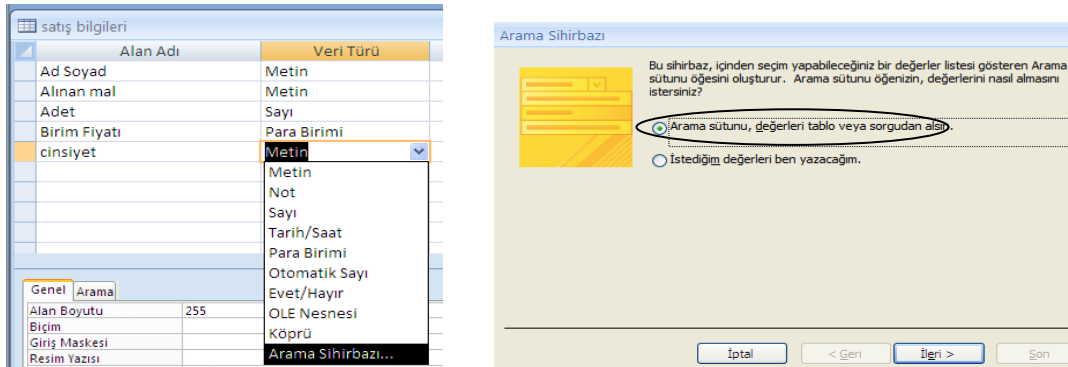 satış bilgileri
Alan Adı Veri Türü
Ad Soyad Metin
Alınan mal Metin
Adet Sayı
Birim Fiyatı Para Birimi
cinsiyet Metin
Metin
Not
Sayı
Tarih/Saat
Para Birimi
Otomatik Sayı
Evet/Hayır
OLE Nesnesi
Köprü
Arama Sihirbazı...
Genel Arama
Alan Boyutu 255
Biçim
Giriş Maskesi
Resim Yazısı
Arama Sihirbazı
Bu sihirbaz, içinden seçim yapabileceğiniz bir değerler listesi gösteren Arama
sütunu öğesini oluşturur. Arama sütunu öğenizin, değerlerini nasıl almasını
istersiniz?
Arama sütunu, değerleri tablo veya sorgudan alsın.
İstediğim değerleri ben yazacağım.
İptal < Geri İleri > Son